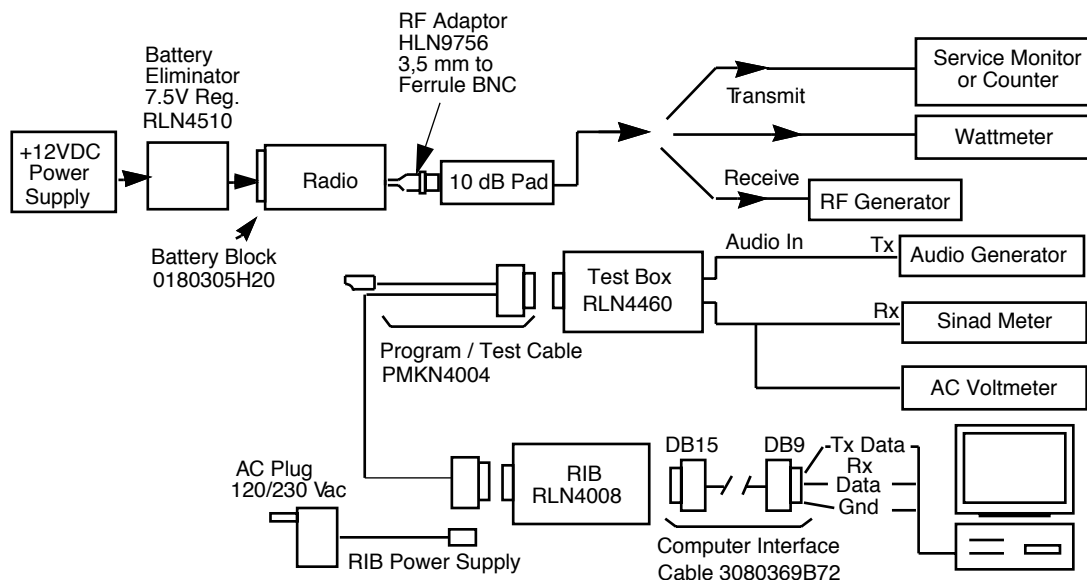 RF Adaptor
HLN9756
3,5 mm to
Ferrule BNC
Battery
Eliminator
7.5V Reg.
RLN4510
Service Monitor
or Counter
Transmit
+12VDC
Power
Supply
Radio
10 dB Pad
Wattmeter
Receive
RF Generator
Battery Block
0180305H20
Audio In
Tx
Audio Generator
Test Box
RLN4460
Rx
Sinad Meter
Program / Test Cable
PMKN4004
AC Voltmeter
DB15
DB9
Tx Data
Rx
Data
Gnd
AC Plug
120/230 Vac
RIB
RLN4008
RIB Power Supply
Computer Interface
Cable 3080369B72